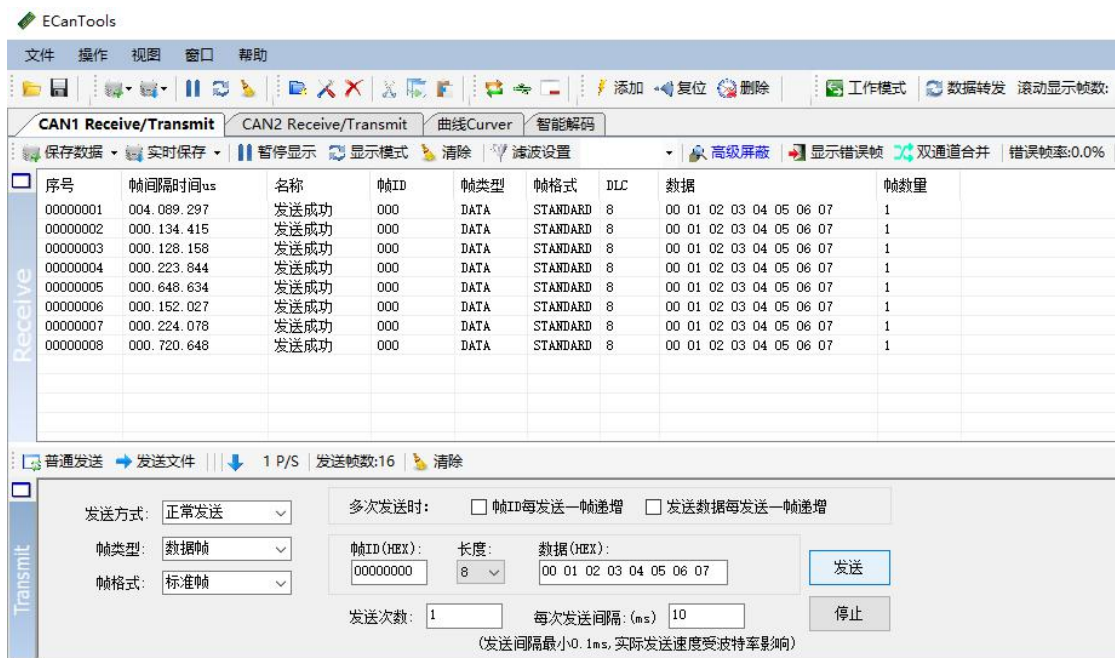 ECanTools
文件 操作 视图 窗口 帮助
添加 复位 删除 工作模式 数据转发 滚动显示帧数:
CAN1 Receive/Transmit CAN2 Receive/Transmit 曲线Curver 智能解码
保存数据 实时保存 暂停显示 显示模式 清除 滤波设置 高级屏蔽 显示错误帧 双通道合并 错误帧率:0.0%
序号 帧间隔时间us 名称 帧ID 帧类型 帧格式 DLC 数据 帧数量
00000001 004.089.297 发送成功 000 DATA STANDARD 8 00 01 02 03 04 05 06 07 1
00000002 000.134.415 发送成功 000 DATA STANDARD 8 00 01 02 03 04 05 06 07 1
00000003 000.128.158 发送成功 000 DATA STANDARD 8 00 01 02 03 04 05 06 07 1
00000004 000.223.844 发送成功 000 DATA STANDARD 8 00 01 02 03 04 05 06 07 1
00000005 000.648.634 发送成功 000 DATA STANDARD 8 00 01 02 03 04 05 06 07 1
00000006 000.152.027 发送成功 000 DATA STANDARD 8 00 01 02 03 04 05 06 07 1
00000007 000.224.078 发送成功 000 DATA STANDARD 8 00 01 02 03 04 05 06 07 1
00000008 000.720.648 发送成功 000 DATA STANDARD 8 00 01 02 03 04 05 06 07 1
Receive
普通发送 发送文件 1 P/S 发送帧数:16 清除
发送方式: 正常发送 多次发送时: 帧ID每发送一帧递增 发送数据每发送一帧递增
帧类型: 数据帧 帧ID(HEX): 长度: 数据(HEX):
00000000 8 00 01 02 03 04 05 06 07 发送
帧格式: 标准帧
发送次数: 1 每次发送间隔:(ms) 10 停止
(发送间隔最小0.1ms,实际发送速度受波特率影响)
Transmit